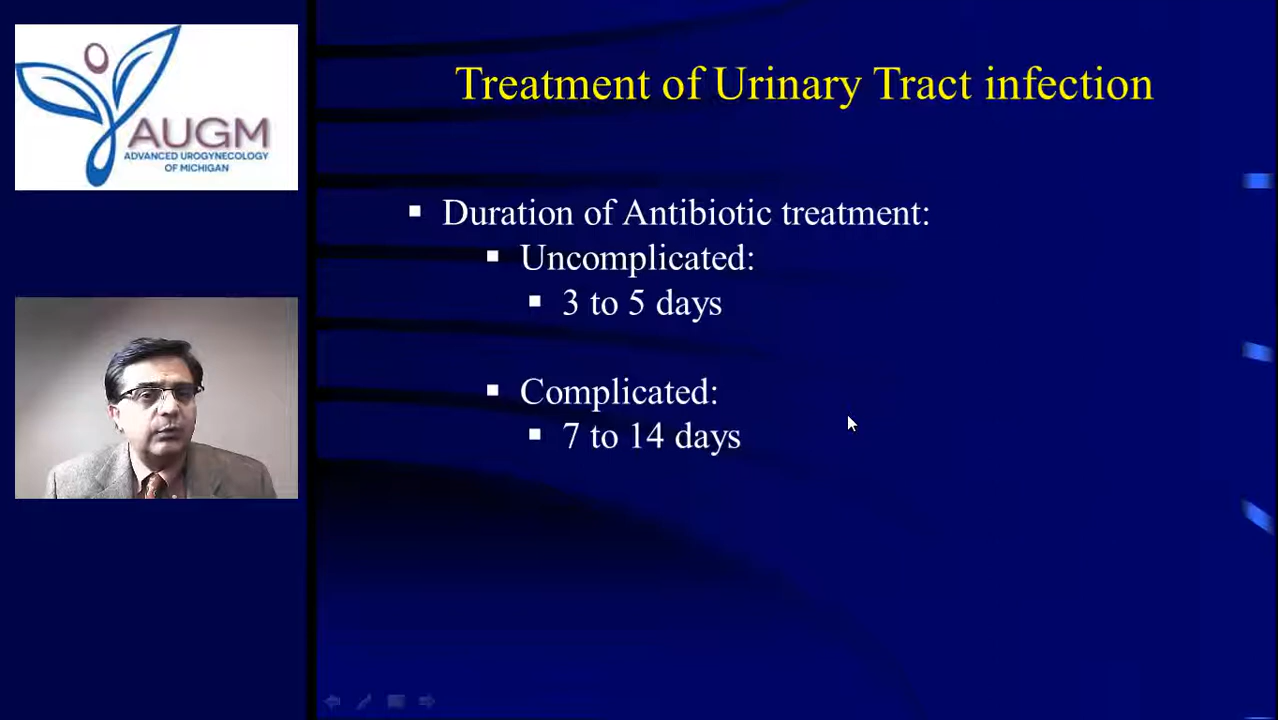 AUGM
ADVANCED UROGYNECOLOGY
OF MICHIGAN
Treatment of Urinary Tract infection
Duration of Antibiotic treatment:
Uncomplicated:
3 to 5 days
Complicated:
7 to 14 days